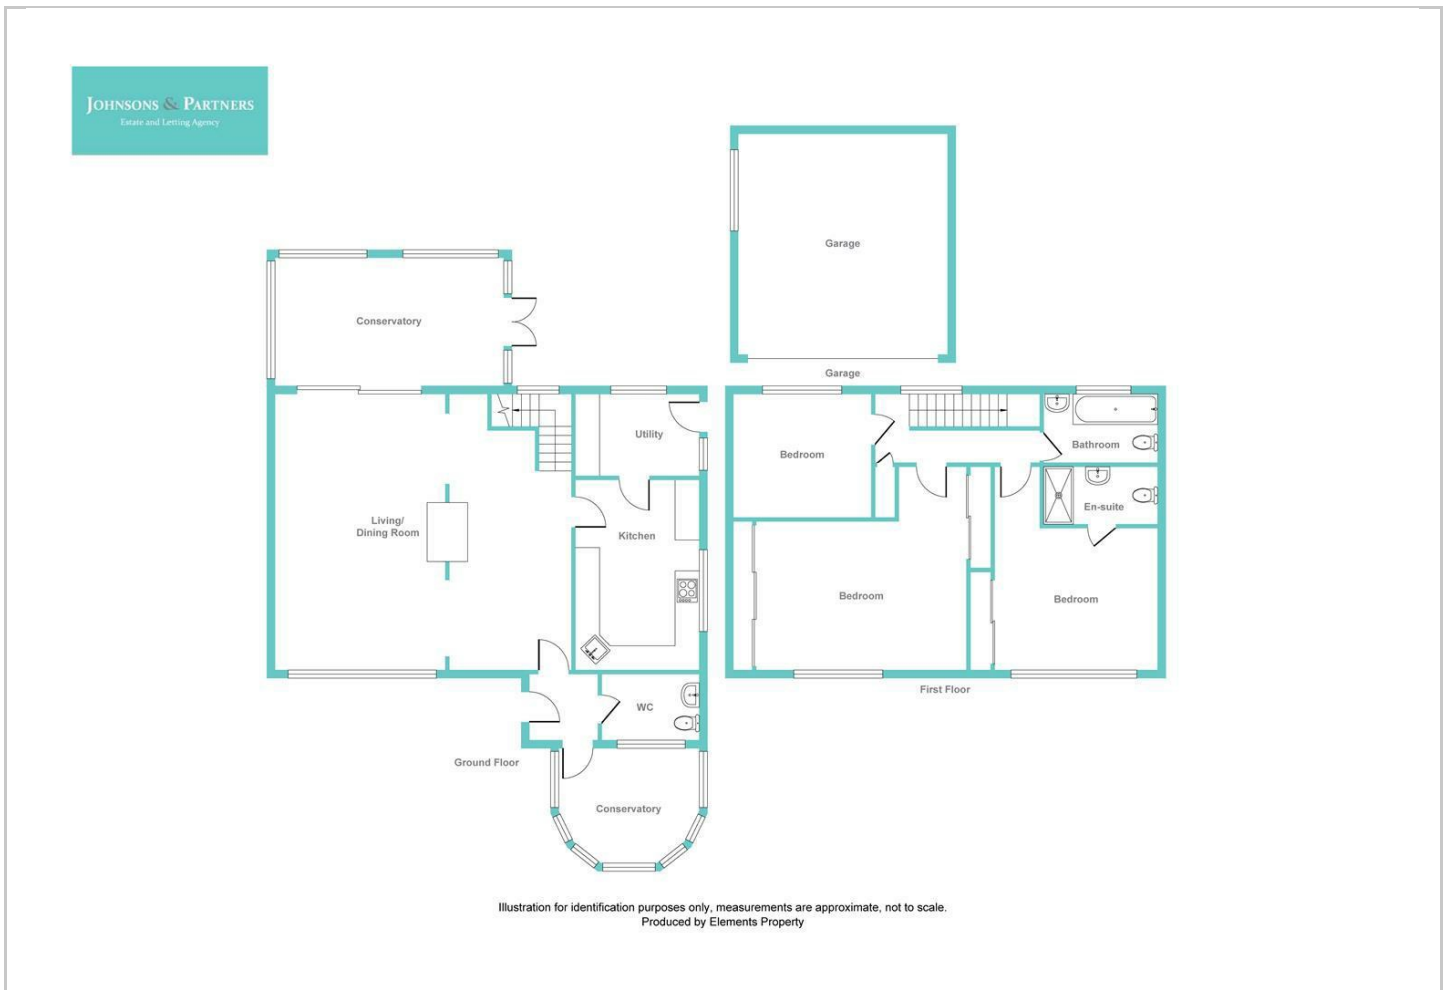 JOHNSONS & PARTNERS
Estate and Letting Agency
Garage
Garage
Conservatory
Utility
Living/
Dining Room
Kitchen
WC
Ground Floor
Conservatory
Bedroom
Bathroom
En-suite
Bedroom
Bedroom
First Floor
Illustration for identification purposes only, measurements are approximate, not to scale.
Produced by Elements Property